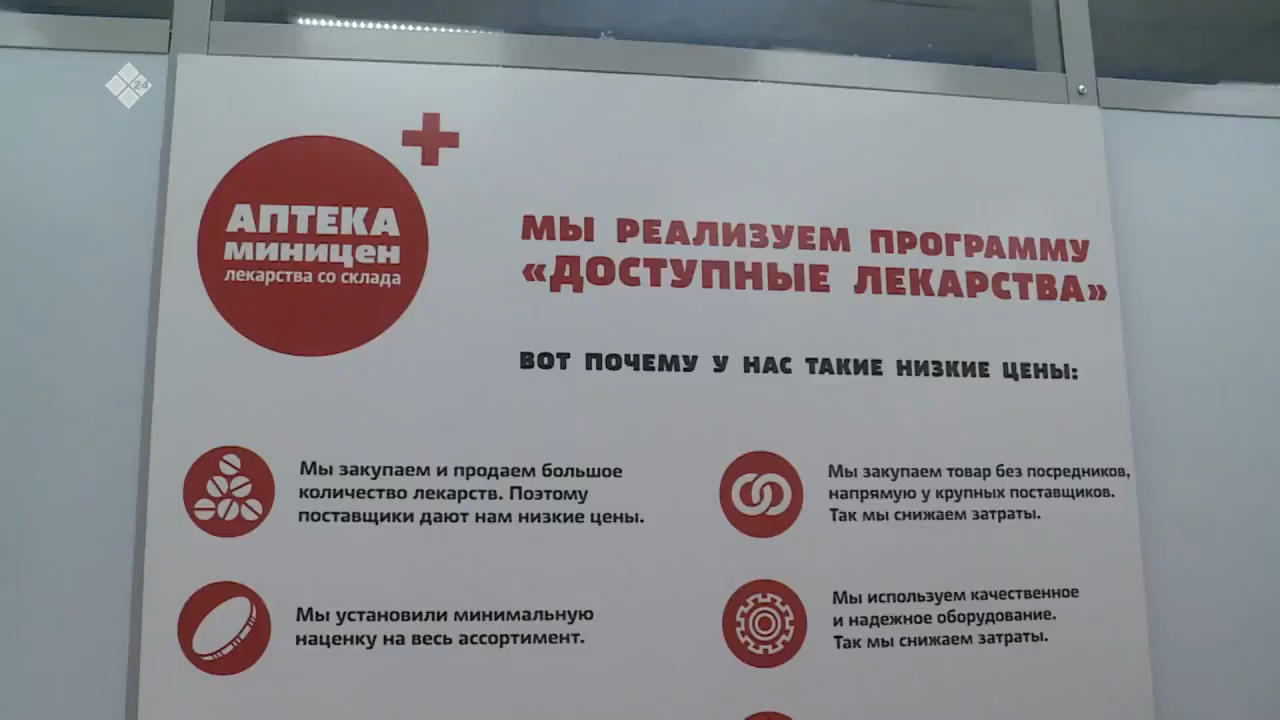 24
АПТЕКА
МИНИЦЕН
лекарства со склада
МЫ РЕАЛИЗУЕМ ПРОГРАММУ
«ДОСТУПНЫЕ ЛЕКАРСТВА»
ВОТ ПОЧЕМУ У НАС ТАКИЕ НИЗКИЕ ЦЕНЫ:
Мы закупаем и продаем большое
количество лекарств. Поэтому
поставщики дают нам низкие цены.
Мы закупаем товар без посредников,
напрямую у крупных поставщиков.
Так мы снижаем затраты.
Мы установили минимальную
наценку на весь ассортимент.
Мы используем качественное
и надежное оборудование.
Так мы снижаем затраты.